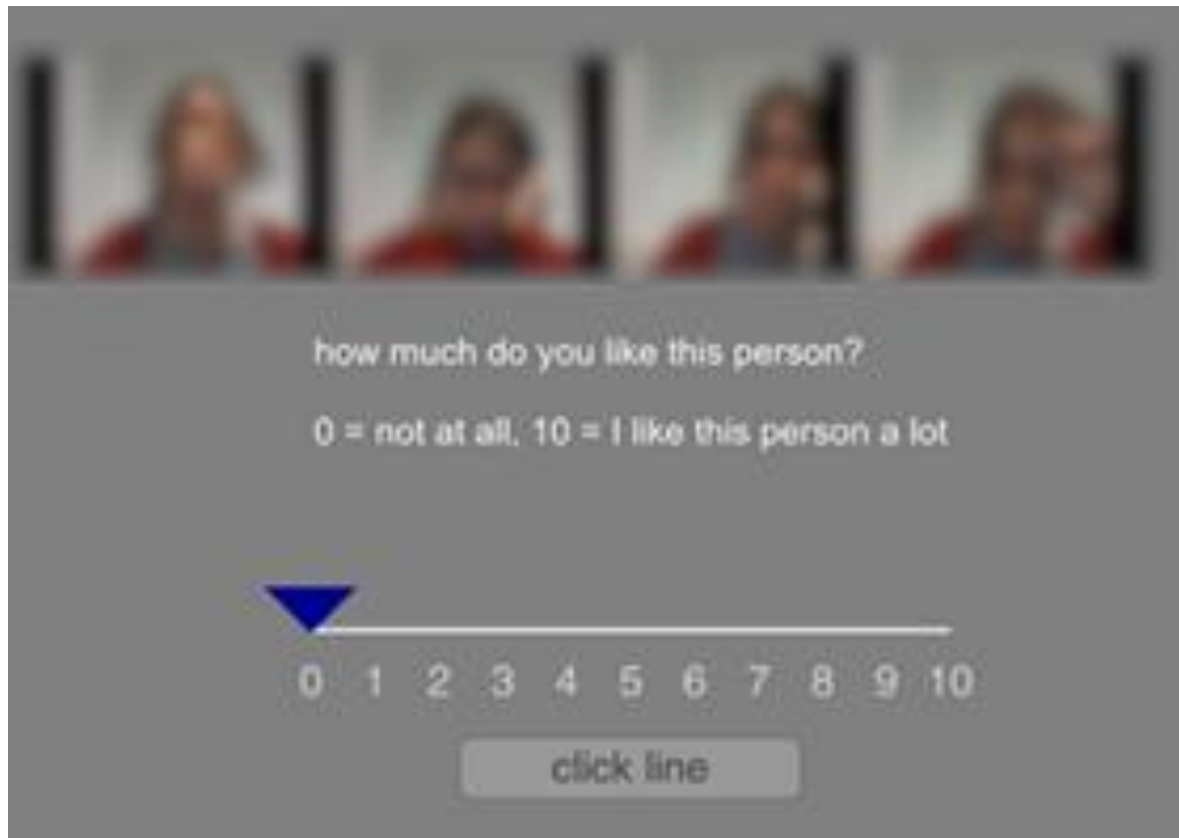 how much do you like this person?
0 = not at all, 10 = I like this person a lot
0 1 2 3 4 5 6 7 8 9 10
click line